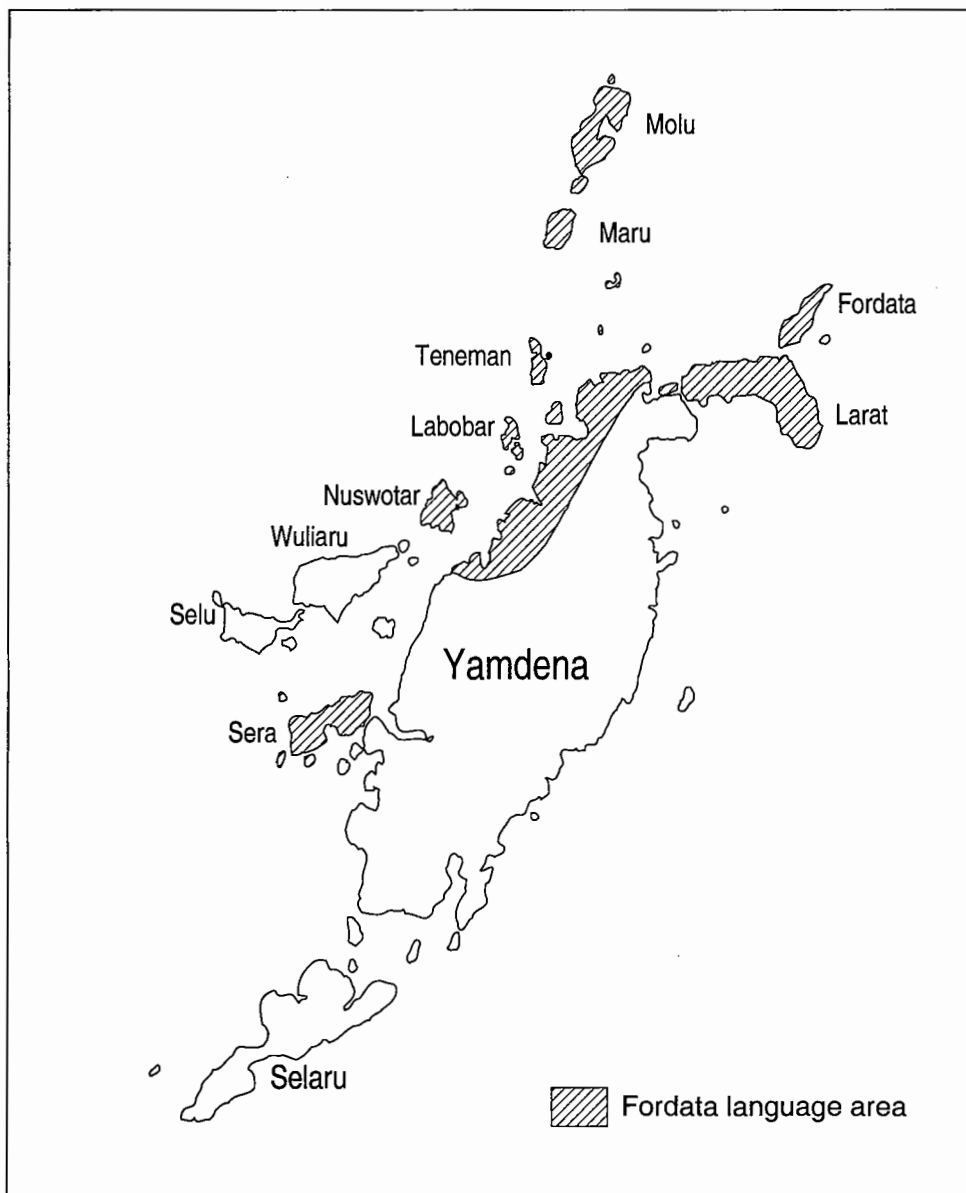 Molu
Maru
Fordata
Teneman
Labobar
Larat
Nuswotar
Wuliaru
Selu
Yamdena
Sera
Selaru
Fordata language area